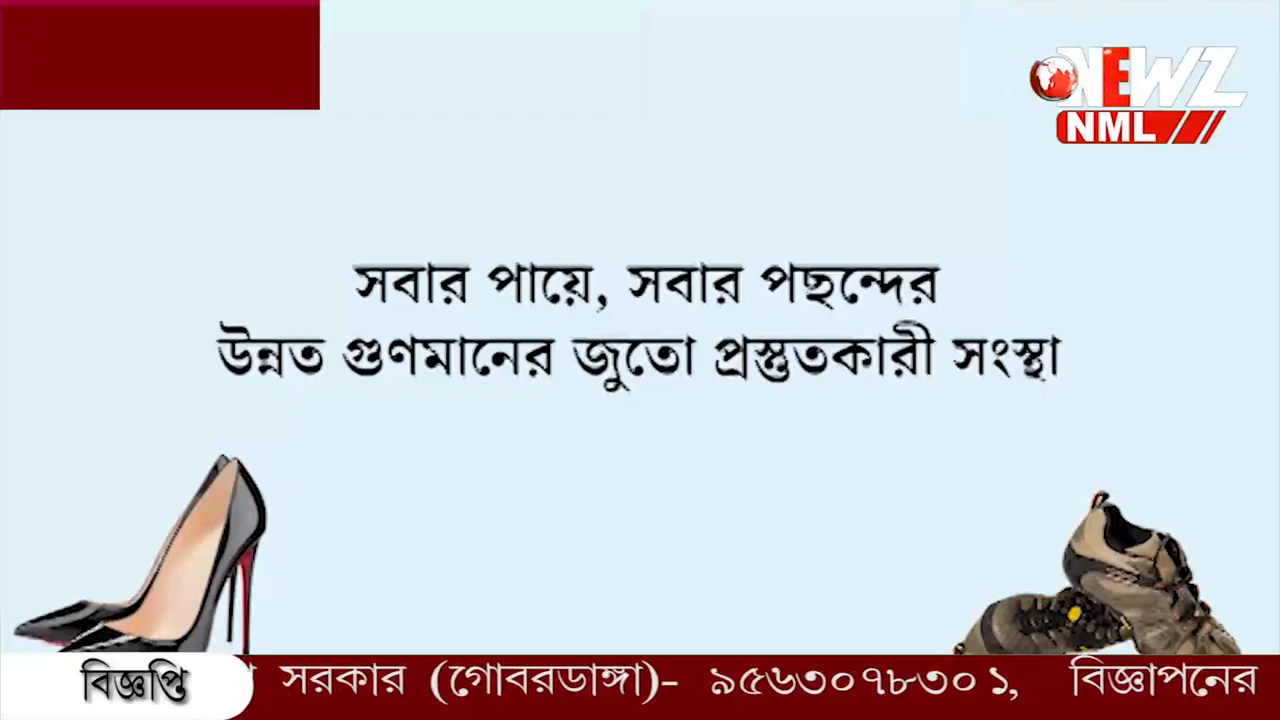 NEWZ
NML
সবার পায়ে, সবার পছন্দের
উন্নত গুণমানের জুতো প্রস্তুতকারী সংস্থা
বিজ্ঞপ্তি
সরকার (গোবরডাঙ্গা)- ৯৫৬৩০৭৮৩০১, বিজ্ঞাপনের